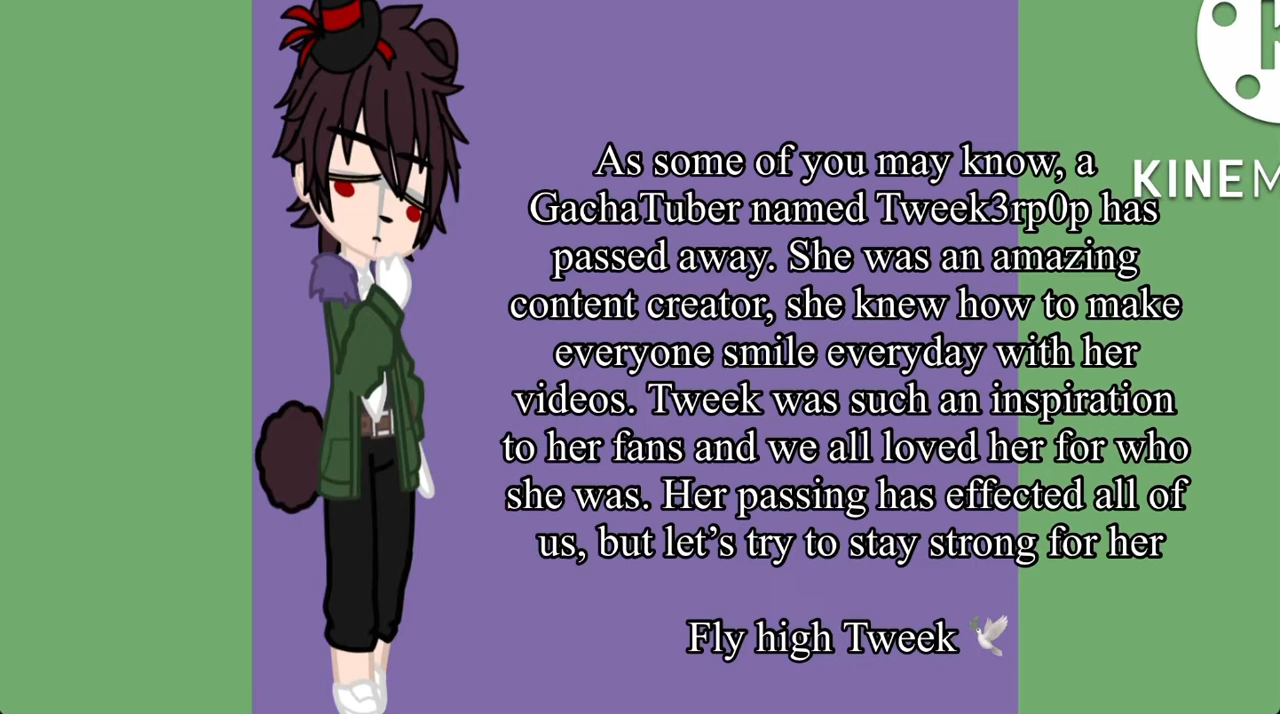 As some of you may know, a
GachaTuber named Tweek3rp0p has
passed away. She was an amazing
content creator, she knew how to make
everyone smile everyday with her
videos. Tweek was such an inspiration
to her fans and we all loved her for who
she was. Her passing has effected all of
us, but let’s try to stay strong for her
Fly high Tweek 🕊️
KINEM